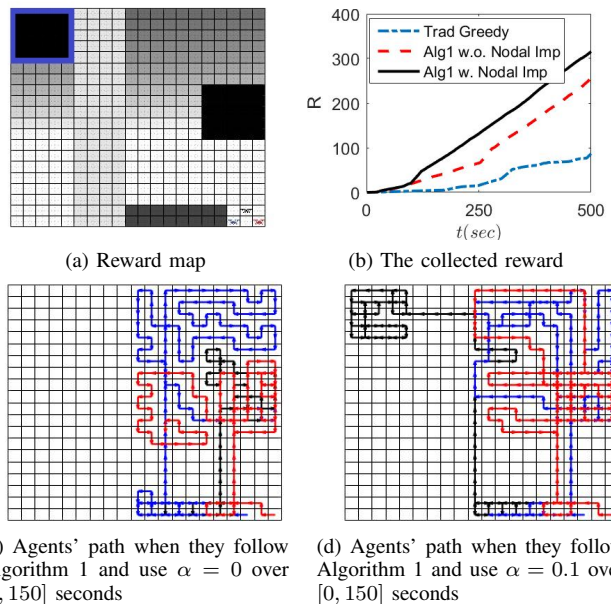 (a) Reward map
R
400
300
200
100
0
Trad Greedy
Alg1 w.o. Nodal Imp
Alg1 w. Nodal Imp
0
250
500
t(sec)
(b) The collected reward
) Agents' path when they follow
lgorithm 1 and use α = 0 over
, 150] seconds
(d) Agents' path when they follow
Algorithm 1 and use α = 0.1 over
[0, 150] seconds